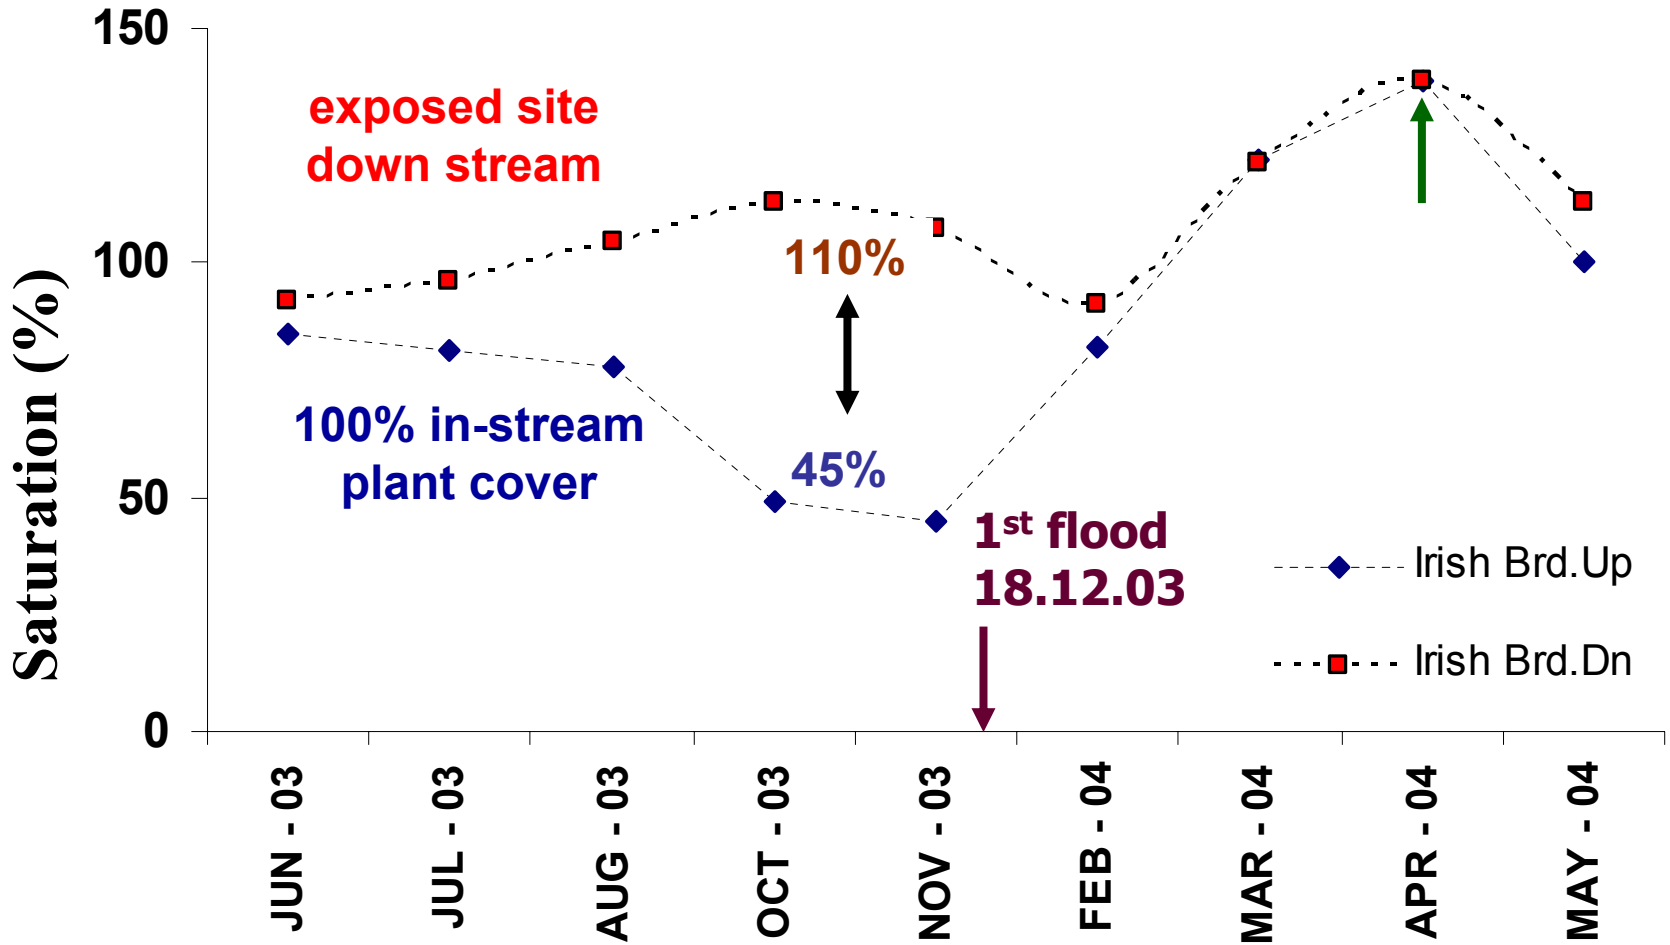 150
exposed site
down stream
100
110%
Saturation (%)
100% in-stream
plant cover
45%
50
1st flood
18.12.03
Irish Brd.Up
Irish Brd.Dn
0
JUN - 03
JUL - 03
AUG - 03
OCT - 03
NOV - 03
FEB - 04
MAR - 04
APR - 04
MAY - 04